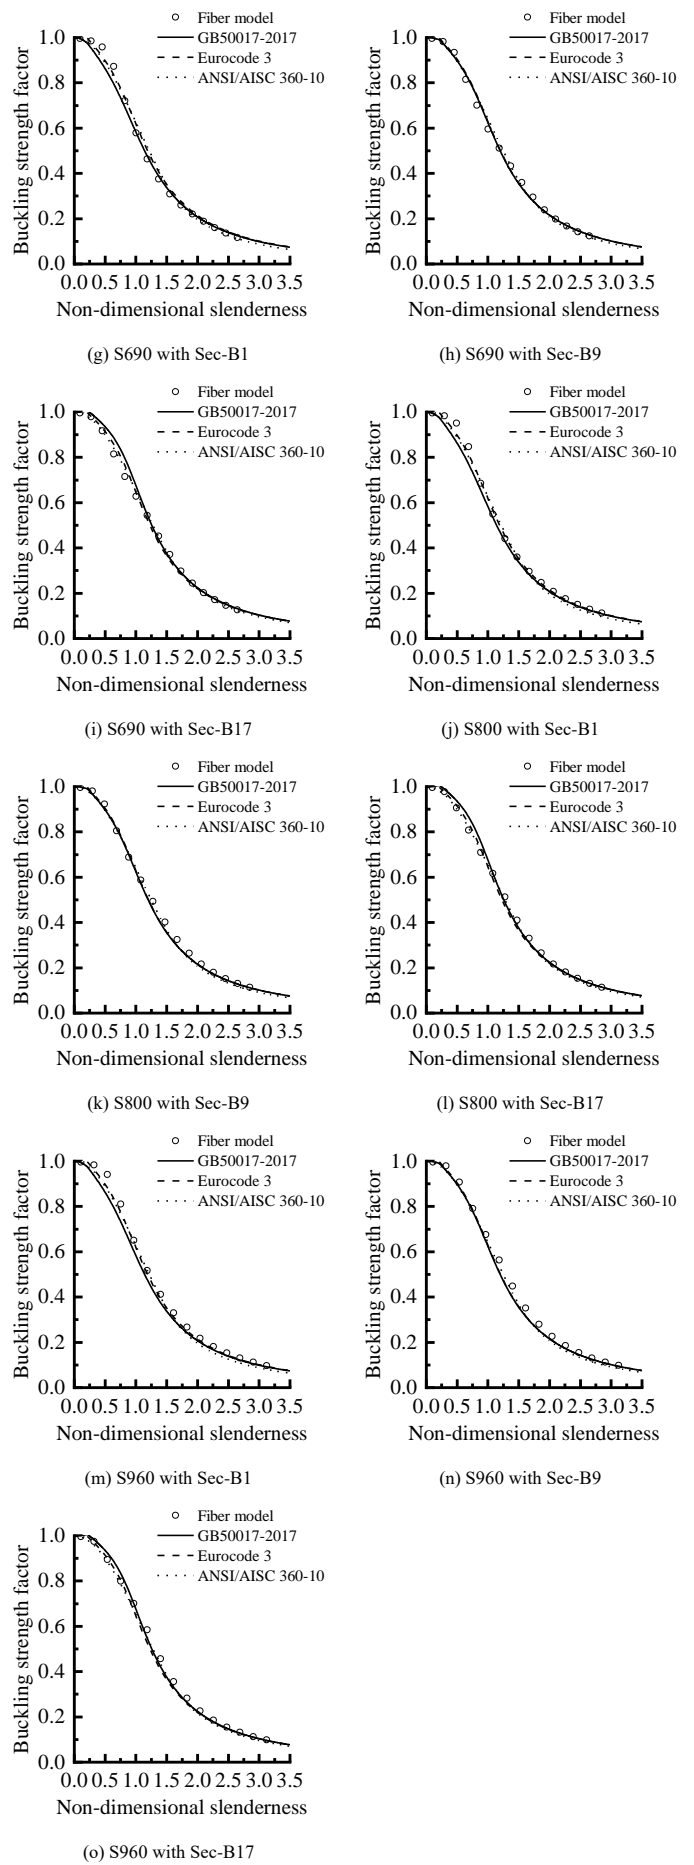 Fiber model
GB50017-2017
Eurocode 3
ANSI/AISC 360-10
1.0
0.8
0.6
0.4
0.2
0.0
Buckling strength factor
0.0 0.5 1.0 1.5 2.0 2.5 3.0 3.5
Non-dimensional slenderness
(g) S690 with Sec-B1
Fiber model
GB50017-2017
Eurocode 3
ANSI/AISC 360-10
1.0
0.8
0.6
0.4
0.2
0.0
Buckling strength factor
0.0 0.5 1.0 1.5 2.0 2.5 3.0 3.5
Non-dimensional slenderness
(h) S690 with Sec-B9
Fiber model
GB50017-2017
Eurocode 3
ANSI/AISC 360-10
1.0
0.8
0.6
0.4
0.2
0.0
Buckling strength factor
0.0 0.5 1.0 1.5 2.0 2.5 3.0 3.5
Non-dimensional slenderness
(i) S690 with Sec-B17
Fiber model
GB50017-2017
Eurocode 3
ANSI/AISC 360-10
1.0
0.8
0.6
0.4
0.2
0.0
Buckling strength factor
0.0 0.5 1.0 1.5 2.0 2.5 3.0 3.5
Non-dimensional slenderness
(j) S800 with Sec-B1
Fiber model
GB50017-2017
Eurocode 3
ANSI/AISC 360-10
1.0
0.8
0.6
0.4
0.2
0.0
Buckling strength factor
0.0 0.5 1.0 1.5 2.0 2.5 3.0 3.5
Non-dimensional slenderness
(k) S800 with Sec-B9
Fiber model
GB50017-2017
Eurocode 3
ANSI/AISC 360-10
1.0
0.8
0.6
0.4
0.2
0.0
Buckling strength factor
0.0 0.5 1.0 1.5 2.0 2.5 3.0 3.5
Non-dimensional slenderness
(l) S800 with Sec-B17
Fiber model
GB50017-2017
Eurocode 3
ANSI/AISC 360-10
1.0
0.8
0.6
0.4
0.2
0.0
Buckling strength factor
0.0 0.5 1.0 1.5 2.0 2.5 3.0 3.5
Non-dimensional slenderness
(m) S960 with Sec-B1
Fiber model
GB50017-2017
Eurocode 3
ANSI/AISC 360-10
1.0
0.8
0.6
0.4
0.2
0.0
Buckling strength factor
0.0 0.5 1.0 1.5 2.0 2.5 3.0 3.5
Non-dimensional slenderness
(n) S960 with Sec-B9
Fiber model
GB50017-2017
Eurocode 3
ANSI/AISC 360-10
1.0
0.8
0.6
0.4
0.2
0.0
Buckling strength factor
0.0 0.5 1.0 1.5 2.0 2.5 3.0 3.5
Non-dimensional slenderness
(o) S960 with Sec-B17